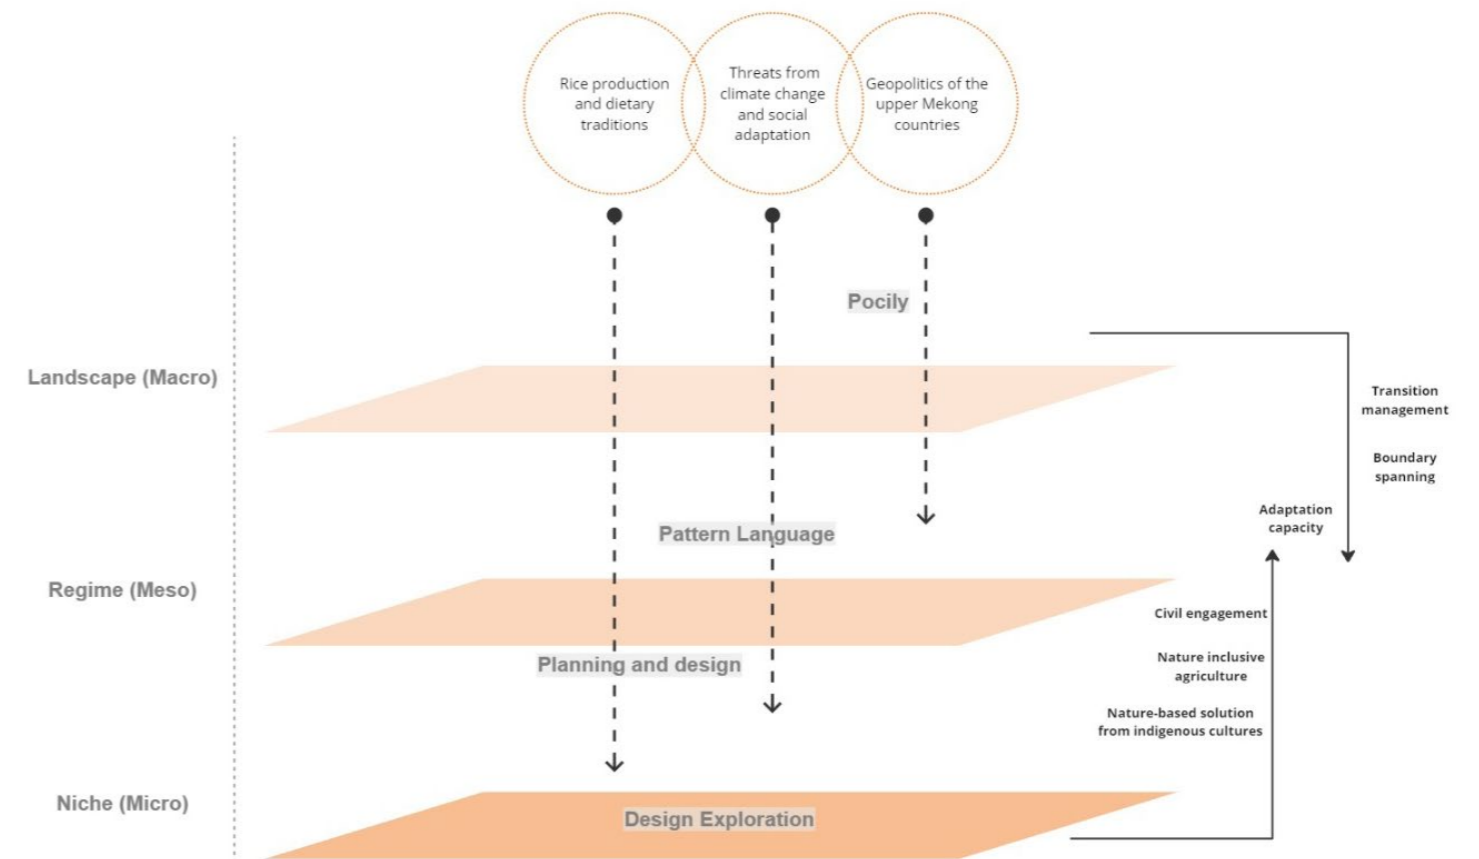 Rice production
and dietary
traditions
Threats from
climate change
and social
adaptation
Geopolitics of the
upper Mekong
countries
Pocily
Landscape (Macro)
Transition
management
Boundary
spanning
Adaptation
capacity
Pattern Language
Regime (Meso)
Civil engagement
Planning and design
Nature inclusive
agriculture
Nature-based solution
from indigenous cultures
Niche (Micro)
Design Exploration